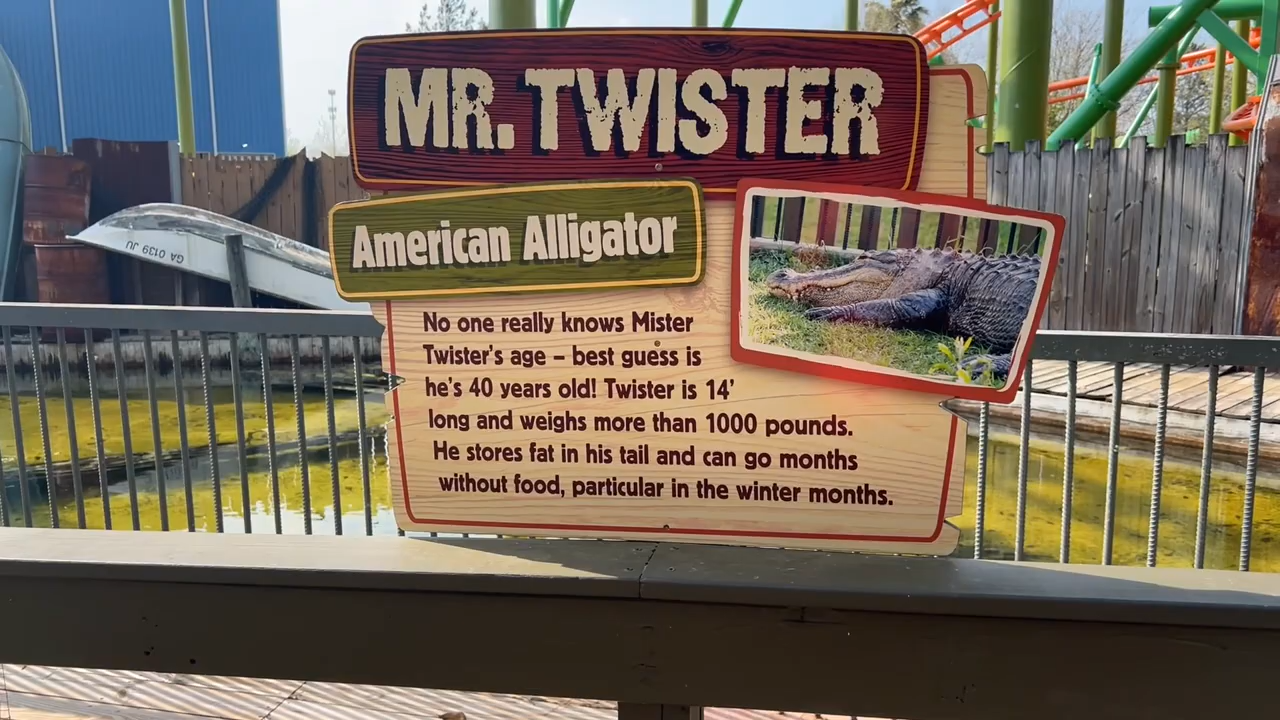 MR. TWISTER
American Alligator
No one really knows Mister
Twister's age – best guess is
he's 40 years old! Twister is 14'
long and weighs more than 1000 pounds.
He stores fat in his tail and can go months
without food, particular in the winter months.
GA 0139 JU